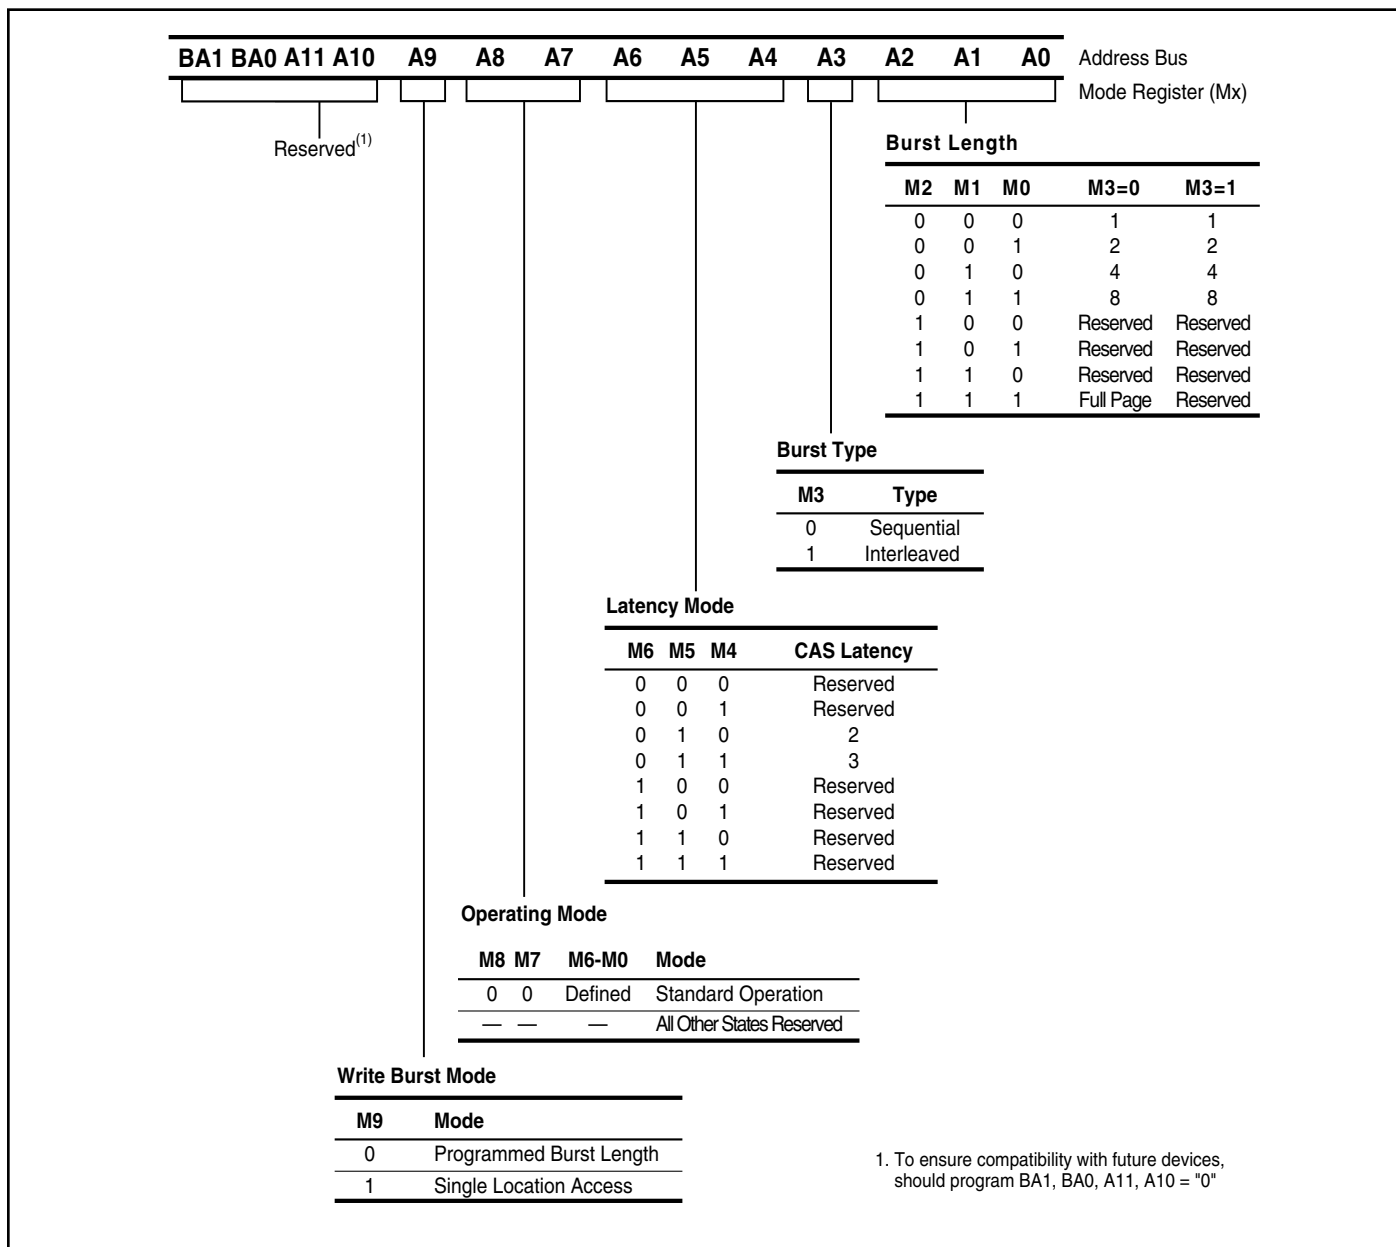 BA1 BA0 A11 A10 A9 A8 A7 A6 A5 A4 A3 A2 A1 A0 Address Bus
Mode Register (Mx)
Reserved(1)
Burst Length
M2 M1 M0 M3=0 M3=1
0 0 0 1 1
0 0 1 2 2
0 1 0 4 4
0 1 1 8 8
1 0 0 Reserved Reserved
1 0 1 Reserved Reserved
1 1 0 Reserved Reserved
1 1 1 Full Page Reserved
Burst Type
M3 Type
0 Sequential
1 Interleaved
Latency Mode
M6 M5 M4 CAS Latency
0 0 0 Reserved
0 0 1 Reserved
0 1 0 2
0 1 1 3
1 0 0 Reserved
1 0 1 Reserved
1 1 0 Reserved
1 1 1 Reserved
Operating Mode
M8 M7 M6-M0 Mode
0 0 Defined Standard Operation
— — — All Other States Reserved
Write Burst Mode
M9 Mode
0 Programmed Burst Length
1 Single Location Access
1. To ensure compatibility with future devices,
should program BA1, BA0, A11, A10 = "0"